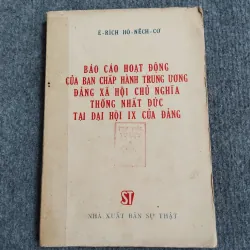 Ê-RÍCH HÔ-NẾCH-CƠ
BÁO CÁO HOẠT ĐỘNG
CỦA BAN CHẤP HÀNH TRUNG ƯƠNG
ĐẢNG XÃ HỘI CHỦ NGHĨA
THỐNG NHẤT ĐỨC
TẠI ĐẠI HỘI IX CỦA ĐẢNG
ST
NHÀ XUẤT BẢN SỰ THẬT